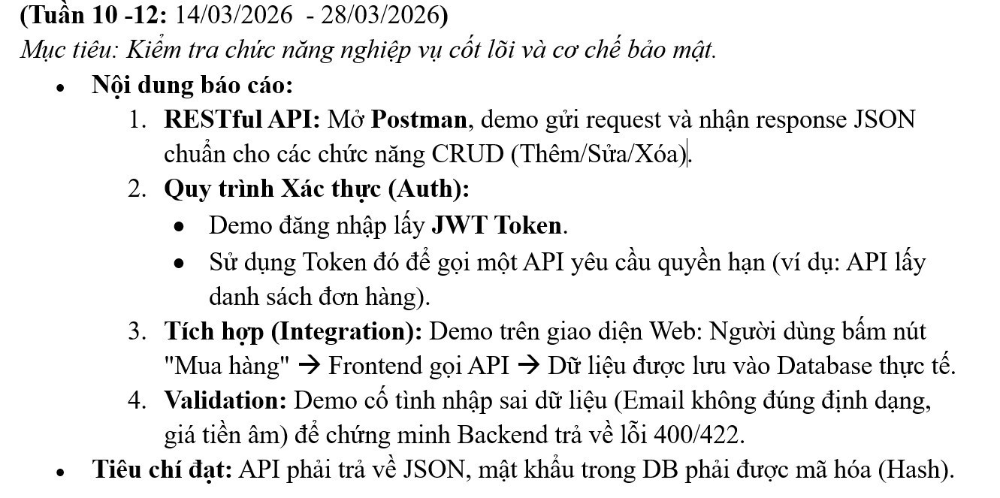 (Tuần 10 -12: 14/03/2026 - 28/03/2026)
Mục tiêu: Kiểm tra chức năng nghiệp vụ cốt lõi và cơ chế bảo mật.
• Nội dung báo cáo:
1. RESTful API: Mở Postman, demo gửi request và nhận response JSON
chuẩn cho các chức năng CRUD (Thêm/Sửa/Xóa).
2. Quy trình Xác thực (Auth):
• Demo đăng nhập lấy JWT Token.
• Sử dụng Token đó để gọi một API yêu cầu quyền hạn (ví dụ: API lấy
danh sách đơn hàng).
3. Tích hợp (Integration): Demo trên giao diện Web: Người dùng bấm nút
"Mua hàng" → Frontend gọi API → Dữ liệu được lưu vào Database thực tế.
4. Validation: Demo cố tình nhập sai dữ liệu (Email không đúng định dạng,
giá tiền âm) để chứng minh Backend trả về lỗi 400/422.
• Tiêu chí đạt: API phải trả về JSON, mật khẩu trong DB phải được mã hóa (Hash).